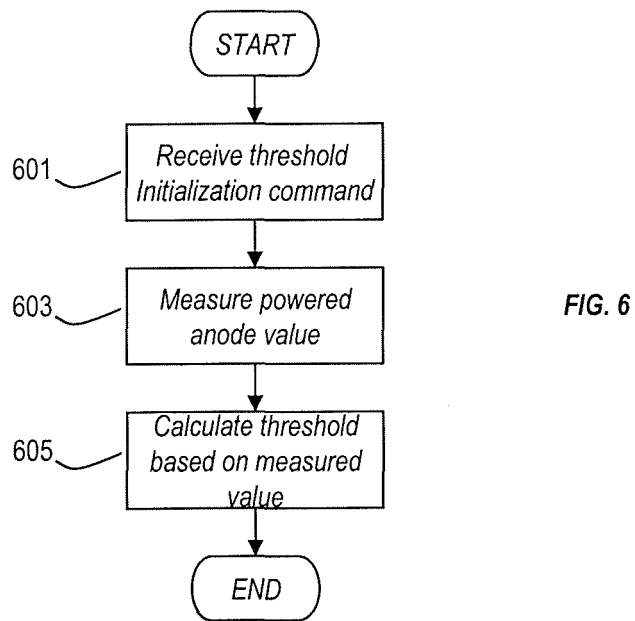 START
601
Receive threshold
Initialization command
603
Measure powered
anode value
FIG. 6
605
Calculate threshold
based on measured
value
END